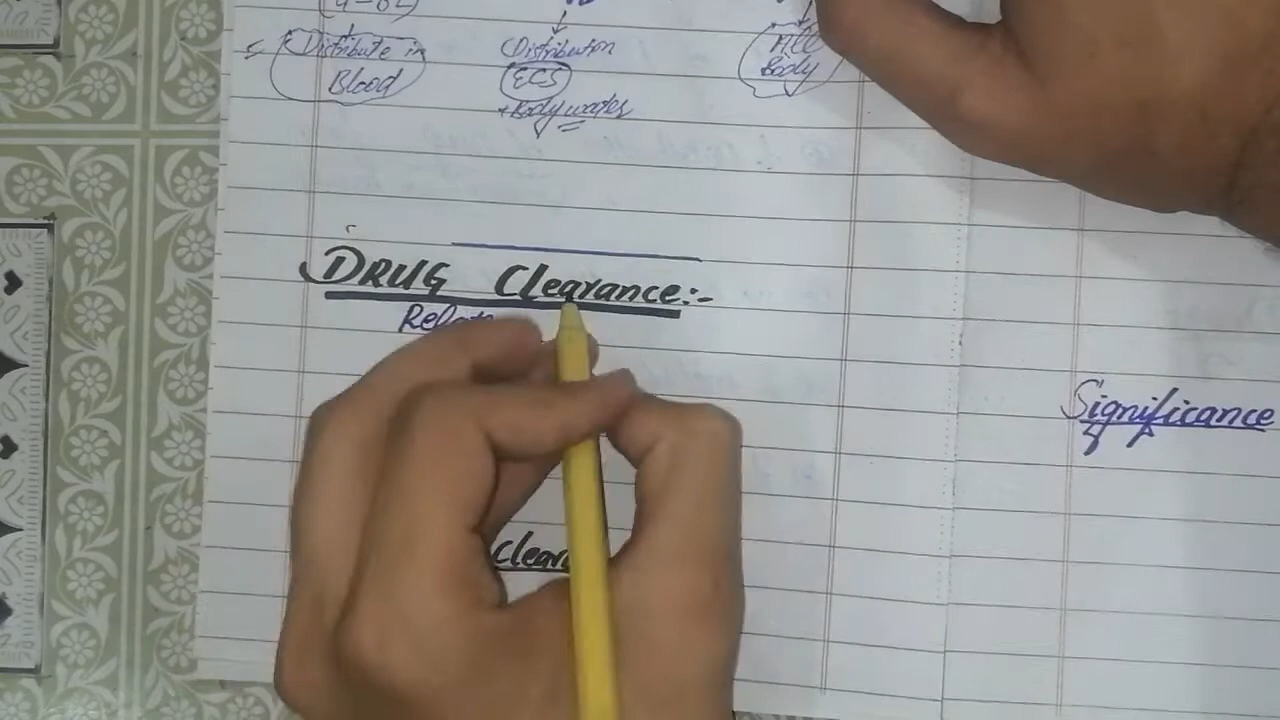 Distribute in
Blood
Distribution
ECS
+ Body water
All
Body
DRUG Clearance:-
Significance